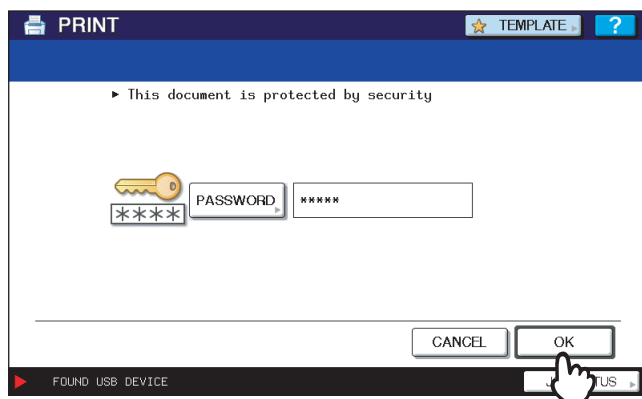 PRINT
TEMPLATE
?
► This document is protected by security
****
PASSWORD
*****
CANCEL
OK
FOUND USB DEVICE